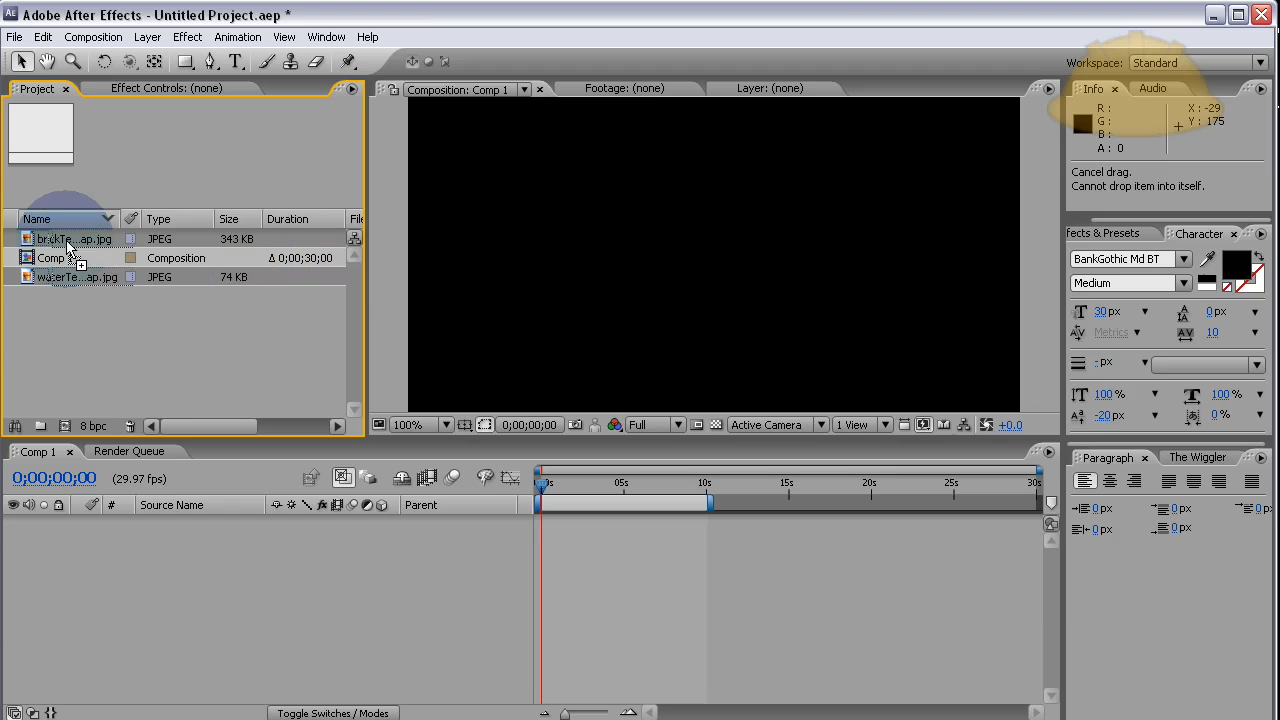 Adobe After Effects - Untitled Project.aep *
File Edit Composition Layer Effect Animation View Window Help
Workspace: Standard
Project Effect Controls: (none)
Composition: Comp 1 Footage: (none) Layer: (none)
Info Audio
R: X: -29
G: Y: 175
B:
A: 0
Cancel drag.
Cannot drop item into itself.
Name Type Size Duration File
brickTe...ap.jpg JPEG 343 KB
Comp Composition Δ 0;00;30;00
waterTe...ap.jpg JPEG 74 KB
8 bpc
100% 0;00;00;00 Full Active Camera 1 View +0.0
fects & Presets Character
BankGothic Md BT
Medium
30 px 0 px
Metrics 10
- px
100 % 100 %
-20 px 0 %
Comp 1 Render Queue
0;00;00;00 (29.97 fps)
05s 10s 15s 20s 25s 30s
# Source Name Parent
Paragraph The Wiggler
0 px 0 px 0 px
0 px 0 px
Toggle Switches / Modes